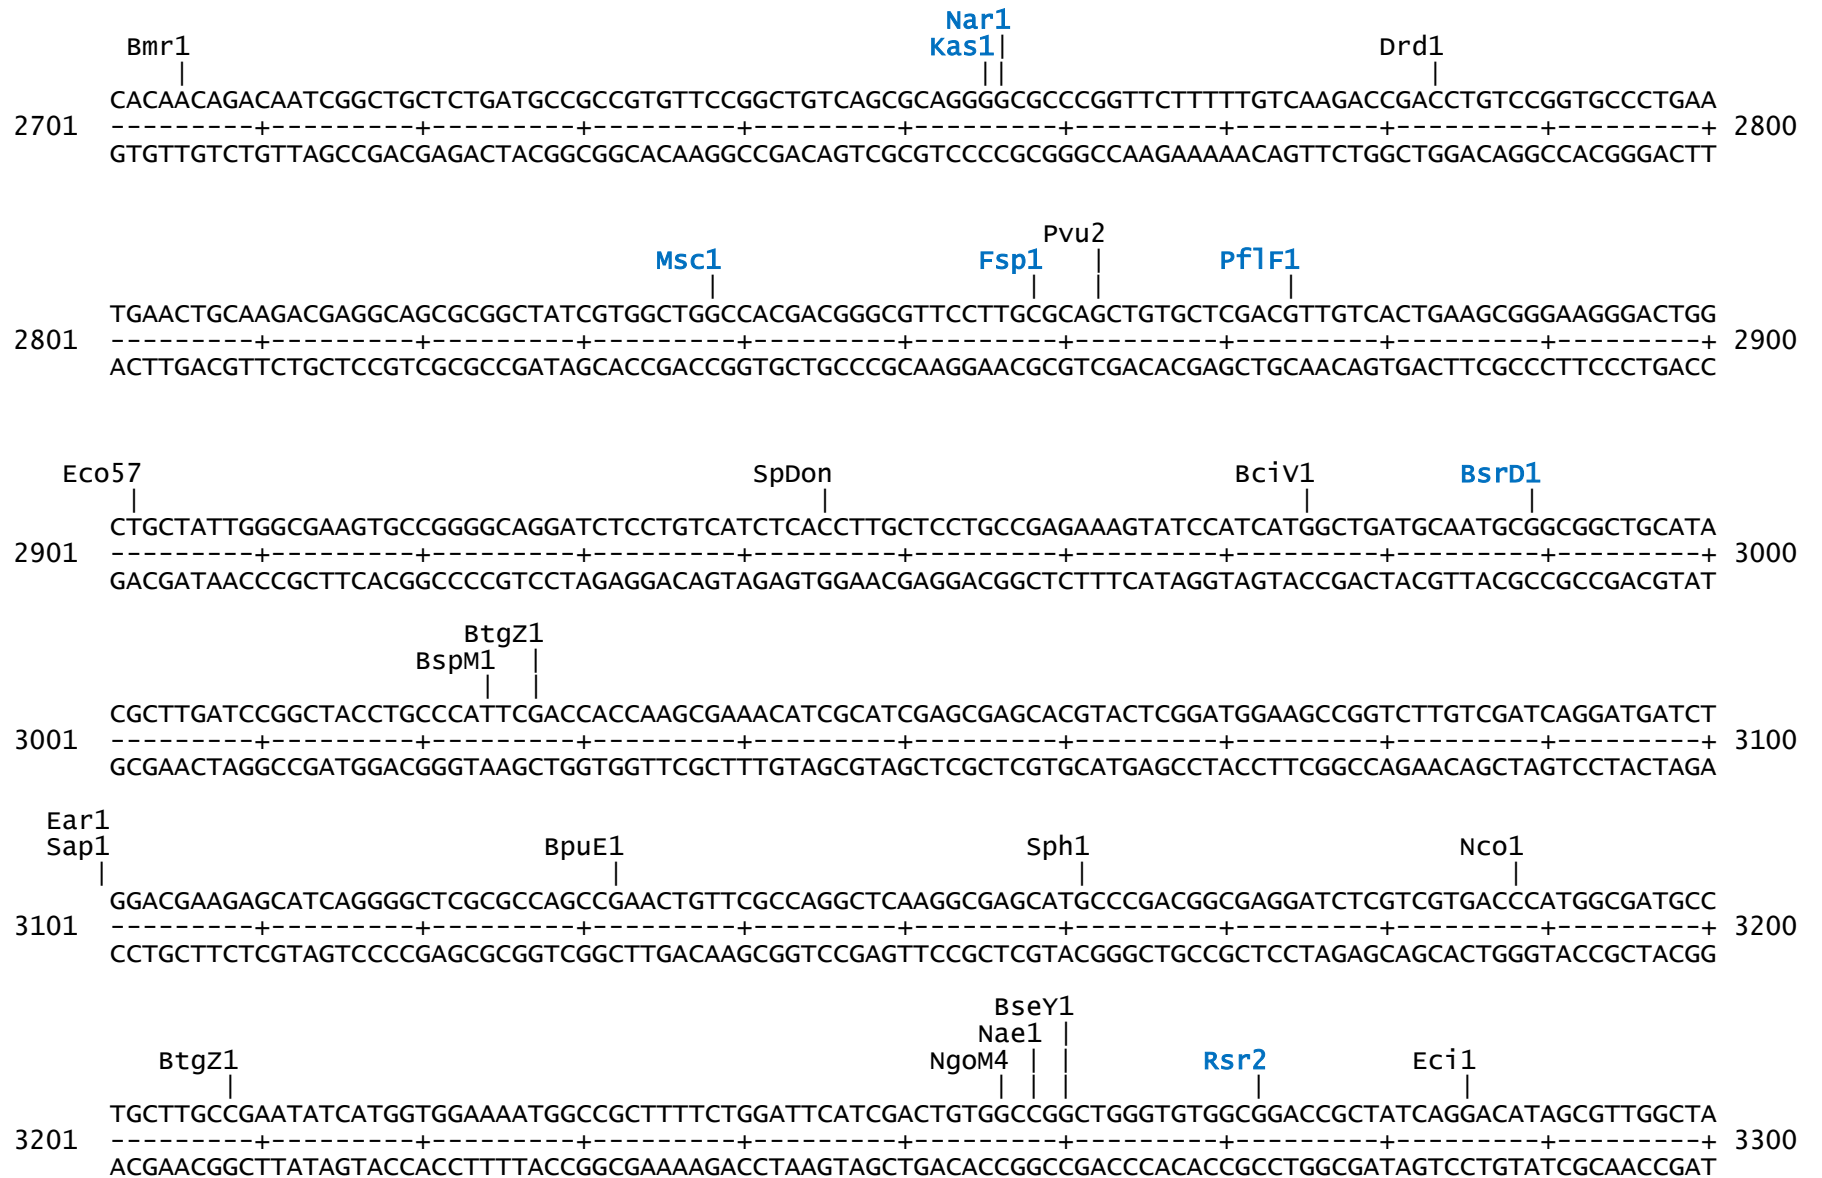 Nar1
Kas1|
Bmr1 Drd1
| || |
CACAACAGACAATCGGCTGCTCTGATGCCGCCGTGTTCCGGCTGTCAGCGCAGGGGCGCCCGGTTCTTTTTGTCAAGACCGACCTGTCCGGTGCCCTGAA
2701 ---------+---------+---------+---------+---------+---------+---------+---------+---------+---------+ 2800
GTGTTGTCTGTTAGCCGACGAGACTACGGCGGCACAAGGCCGACAGTCGCGTCCCCGCGGGCCAAGAAAAACAGTTCTGGCTGGACAGGCCACGGGACTT
Pvu2
Msc1 Fsp1 | PflF1
| | | |
TGAACTGCAAGACGAGGCAGCGCGGCTATCGTGGCTGGCCACGACGGGCGTTCCTTGCGCAGCTGTGCTCGACGTTGTCACTGAAGCGGGAAGGGACTGG
2801 ---------+---------+---------+---------+---------+---------+---------+---------+---------+---------+ 2900
ACTTGACGTTCTGCTCCGTCGCGCCGATAGCACCGACCGGTGCTGCCCGCAAGGAACGCGTCGACACGAGCTGCAACAGTGACTTCGCCCTTCCCTGACC
Eco57 SpDon BciV1 BsrD1
| | | |
CTGCTATTGGGCGAAGTGCCGGGGCAGGATCTCCTGTCATCTCACCTTGCTCCTGCCGAGAAAGTATCCATCATGGCTGATGCAATGCGGCGGCTGCATA
2901 ---------+---------+---------+---------+---------+---------+---------+---------+---------+---------+ 3000
GACGATAACCCGCTTCACGGCCCCGTCCTAGAGGACAGTAGAGTGGAACGAGGACGGCTCTTTCATAGGTAGTACCGACTACGTTACGCCGCCGACGTAT
BtgZ1
BspM1 |
| |
CGCTTGATCCGGCTACCTGCCCATTCGACCACCAAGCGAAACATCGCATCGAGCGAGCACGTACTCGGATGGAAGCCGGTCTTGTCGATCAGGATGATCT
3001 ---------+---------+---------+---------+---------+---------+---------+---------+---------+---------+ 3100
GCGAACTAGGCCGATGGACGGGTAAGCTGGTGGTTCGCTTTGTAGCGTAGCTCGCTCGTGCATGAGCCTACCTTCGGCCAGAACAGCTAGTCCTACTAGA
Ear1
Sap1 BpuE1 Sph1 Nco1
| | | |
GGACGAAGAGCATCAGGGGCTCGCGCCAGCCGAACTGTTCGCCAGGCTCAAGGCGAGCATGCCCGACGGCGAGGATCTCGTCGTGACCCATGGCGATGCC
3101 ---------+---------+---------+---------+---------+---------+---------+---------+---------+---------+ 3200
CCTGCTTCTCGTAGTCCCCGAGCGCGGTCGGCTTGACAAGCGGTCCGAGTTCCGCTCGTACGGGCTGCCGCTCCTAGAGCAGCACTGGGTACCGCTACGG
BseY1
Nae1 |
BtgZ1 NgoM4 | | Rsr2 Eci1
| | | | | |
TGCTTGCCGAATATCATGGTGGAAAATGGCCGCTTTTCTGGATTCATCGACTGTGGCCGGCTGGGTGTGGCGGACCGCTATCAGGACATAGCGTTGGCTA
3201 ---------+---------+---------+---------+---------+---------+---------+---------+---------+---------+ 3300
ACGAACGGCTTATAGTACCACCTTTTACCGGCGAAAAGACCTAAGTAGCTGACACCGGCCGACCCACACCGCCTGGCGATAGTCCTGTATCGCAACCGAT